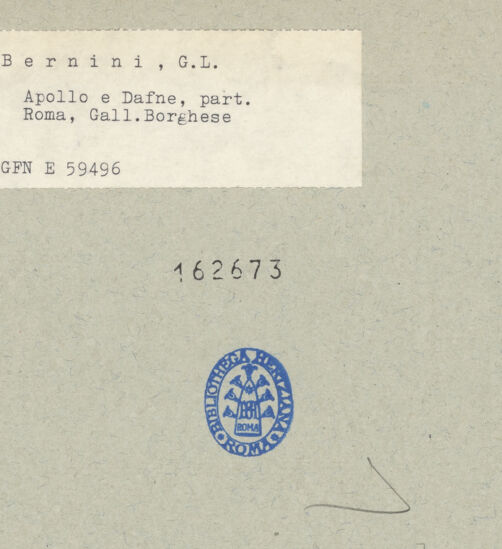 B e r n i n i , G.L.
Apollo e Dafne, part.
Roma, Gall.Borghese
GFN E 59496
162673
BIBLIOTHECA HERTZIANA
ROMA
ROMA